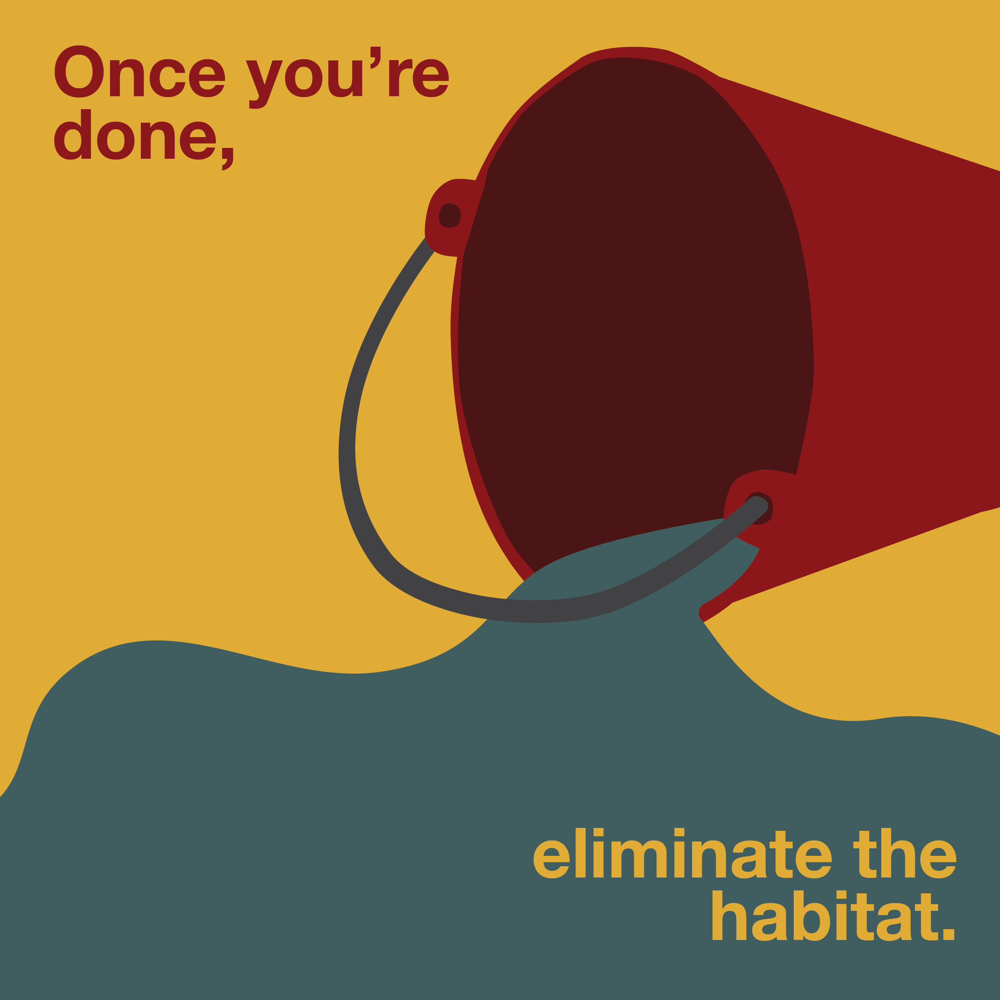 Once you’re
done,
eliminate the
habitat.